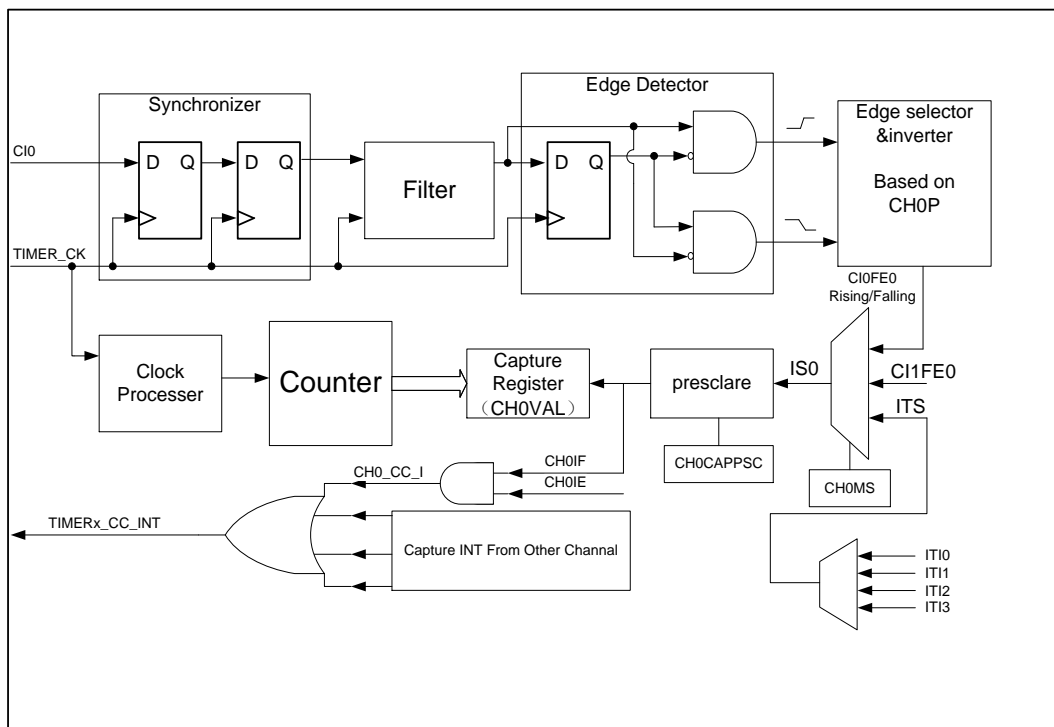 Synchronizer
Edge Detector
CI0
D Q
D Q
Filter
D Q
Edge selector
&inverter
Based on
CH0P
TIMER_CK
CI0FE0
Rising/Falling
Clock
Processer
Counter
Capture
Register
（CH0VAL）
presclare
IS0
CI1FE0
ITS
CH0CAPPSC
CH0MS
CH0IF
CH0_CC_I
CH0IE
TIMERx_CC_INT
Capture INT From Other Channal
ITI0
ITI1
ITI2
ITI3